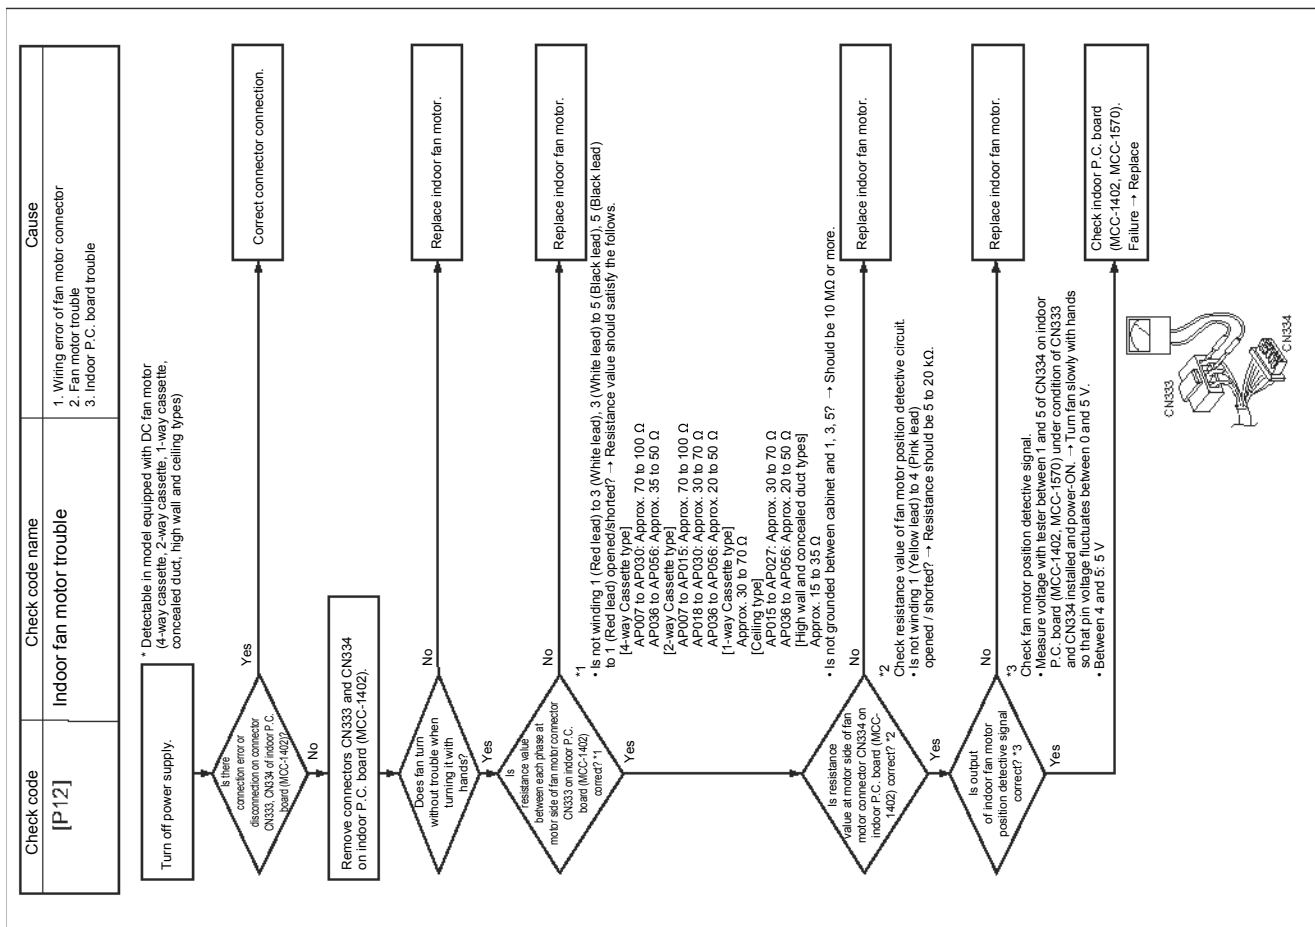 Check code
Check code name
Cause
[P12]
Indoor fan motor trouble
1. Wiring error of fan motor connector
2. Fan motor trouble
3. Indoor P.C. board trouble
Turn off power supply.
* Detectable in model equipped with DC fan motor
(4-way cassette, 2-way cassette, 1-way cassette,
concealed duct, high wall and ceiling types)
Is there
connection error or
disconnection on connector
CN333, CN334 of indoor P.C.
board (MCC-1402)?
Yes
Correct connector connection.
No
Remove connectors CN333 and CN334
on indoor P.C. board (MCC-1402).
Does fan turn
without trouble when
turning it with
hands?
No
Replace indoor fan motor.
Yes
Is
resistance value
between each phase at
motor side of fan motor connector
CN333 on indoor P.C.
board (MCC-1402)
correct? *1
No
Replace indoor fan motor.
Yes
*1
• Is not winding 1 (Red lead) to 3 (White lead), 3 (White lead) to 5 (Black lead), 5 (Black lead)
to 1 (Red lead) opened/shorted? → Resistance value should satisfy the follows.
[4-way Cassette type]
AP007 to AP030: Approx. 70 to 100 Ω
AP036 to AP056: Approx. 35 to 50 Ω
[2-way Cassette type]
AP007 to AP015: Approx. 70 to 100 Ω
AP018 to AP030: Approx. 30 to 70 Ω
AP036 to AP056: Approx. 20 to 50 Ω
[1-way Cassette type]
Approx. 30 to 70 Ω
[Ceiling type]
AP015 to AP027: Approx. 30 to 70 Ω
AP036 to AP056: Approx. 20 to 50 Ω
[High wall and concealed duct types]
Approx. 15 to 35 Ω
• Is not grounded between cabinet and 1, 3, 5? → Should be 10 MΩ or more.
Is resistance
value at motor side of fan
motor connector CN334 on
indoor P.C. board (MCC-
1402) correct? *2
No
Replace indoor fan motor.
Yes
*2
Check resistance value of fan motor position detective circuit.
• Is not winding 1 (Yellow lead) to 4 (Pink lead)
opened / shorted? → Resistance should be 5 to 20 kΩ.
Is output
of indoor fan motor
position detective signal
correct? *3
No
Replace indoor fan motor.
Yes
*3
Check fan motor position detective signal.
• Measure voltage with tester between 1 and 5 of CN334 on indoor
P.C. board (MCC-1402, MCC-1570) under condition of CN333
and CN334 installed and power-ON. → Turn fan slowly with hands
so that pin voltage fluctuates between 0 and 5 V.
• Between 4 and 5: 5 V
Check indoor P.C. board
(MCC-1402, MCC-1570).
Failure → Replace
CN333
CN334